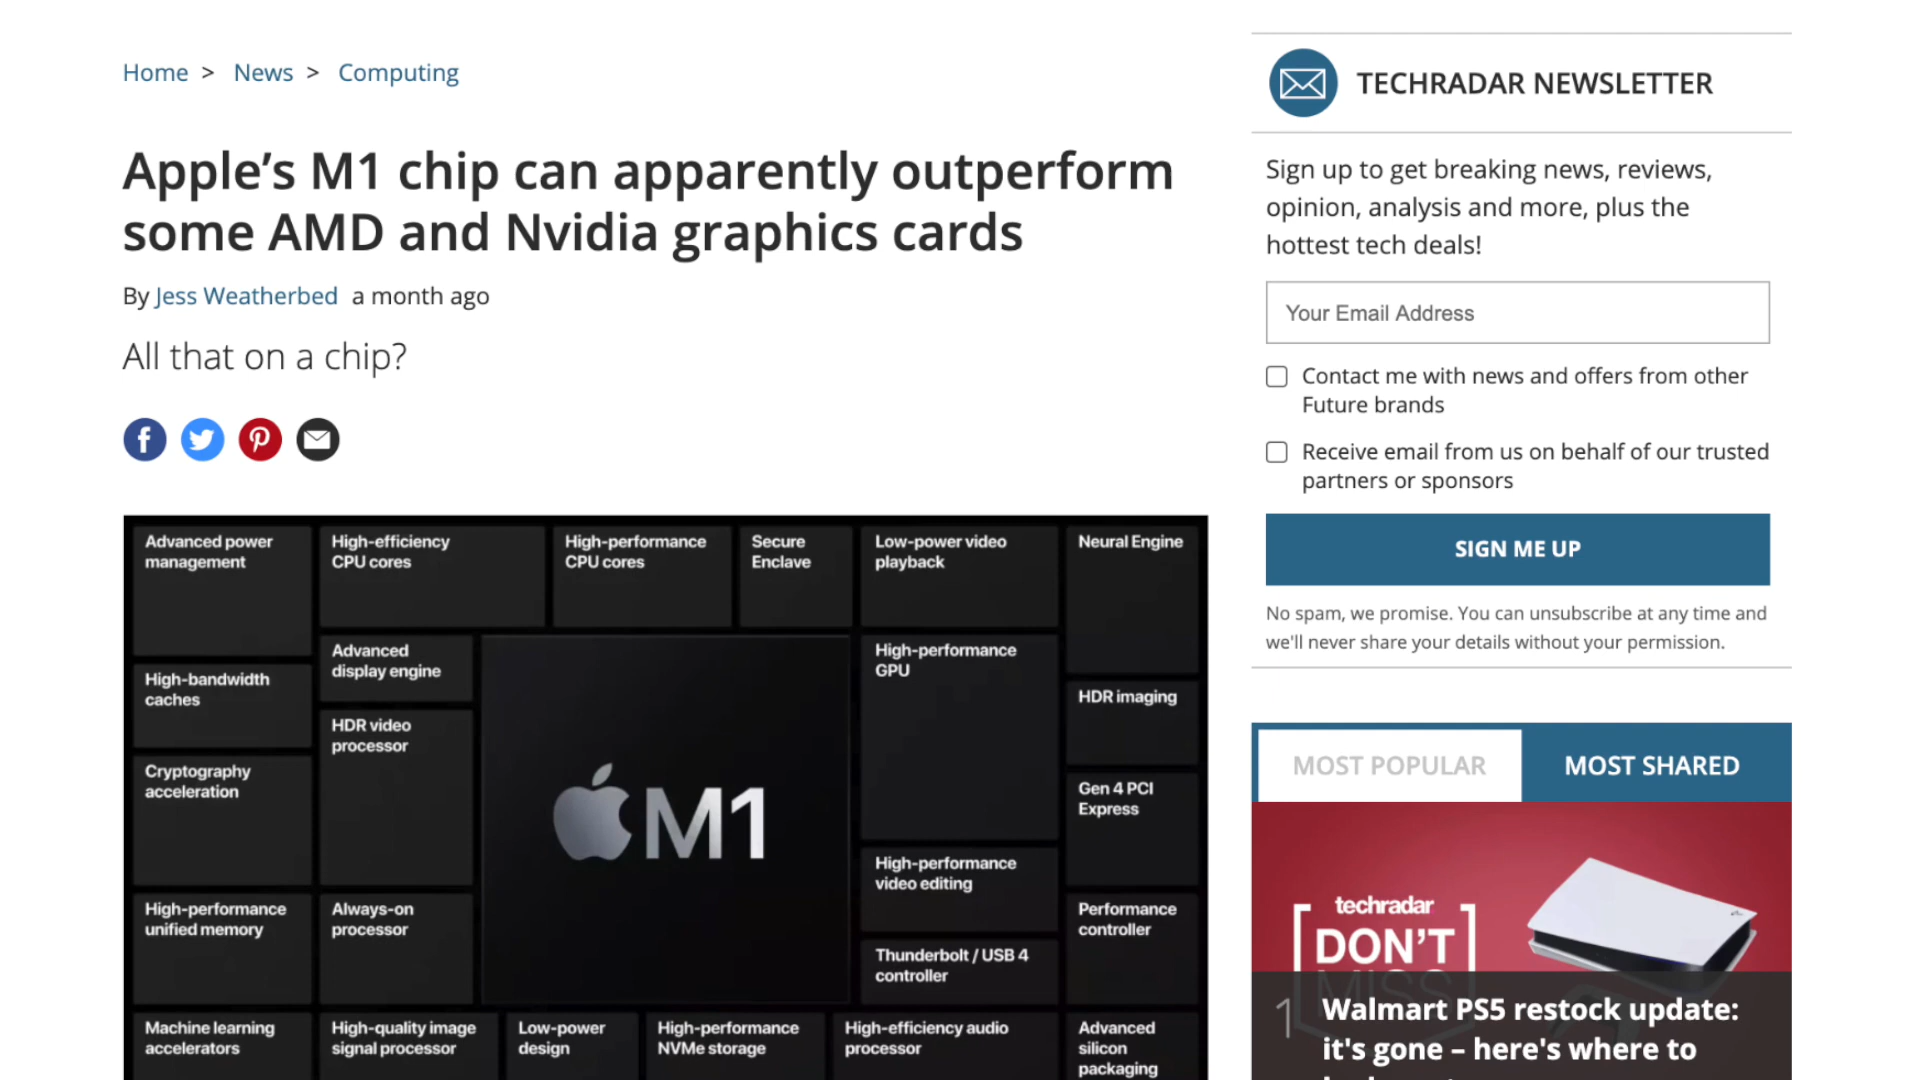 Home > News > Computing
Apple’s M1 chip can apparently outperform
some AMD and Nvidia graphics cards
By Jess Weatherbed a month ago
All that on a chip?
Advanced power
management
High-efficiency
CPU cores
High-performance
CPU cores
Secure
Enclave
Low-power video
playback
Neural Engine
Advanced
display engine
High-performance
GPU
High-bandwidth
caches
HDR imaging
HDR video
processor
Cryptography
acceleration
Gen 4 PCI
Express
M1
High-performance
video editing
High-performance
unified memory
Always-on
processor
Performance
controller
Thunderbolt / USB 4
controller
Machine learning
accelerators
High-quality image
signal processor
Low-power
design
High-performance
NVMe storage
High-efficiency audio
processor
Advanced
silicon
packaging
TECHRADAR NEWSLETTER
Sign up to get breaking news, reviews,
opinion, analysis and more, plus the
hottest tech deals!
Your Email Address
Contact me with news and offers from other
Future brands
Receive email from us on behalf of our trusted
partners or sponsors
SIGN ME UP
No spam, we promise. You can unsubscribe at any time and
we'll never share your details without your permission.
MOST POPULAR
MOST SHARED
techradar
DON'T
MISS
1
Walmart PS5 restock update:
it's gone – here's where to